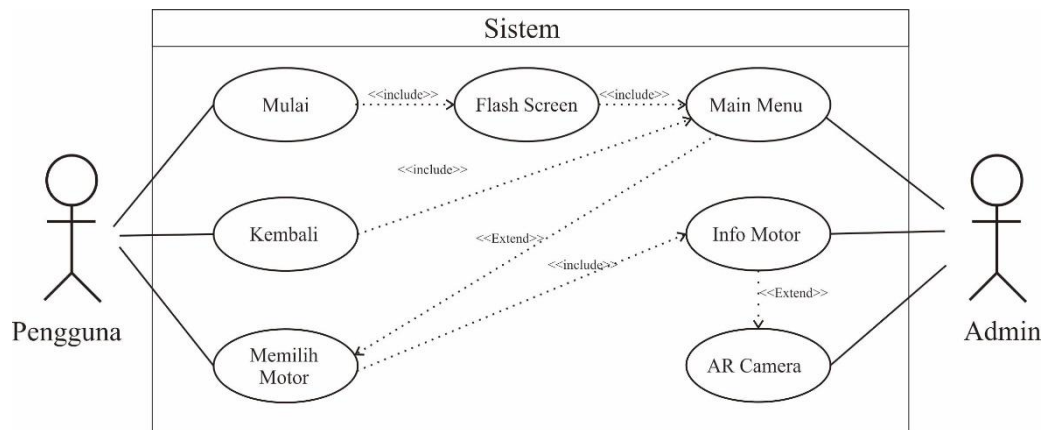 Sistem
Mulai
<<include>>
Flash Screen
<<include>>
Main Menu
<<include>>
Kembali
<<Extend>>
<<include>>
Info Motor
<<Extend>>
Pengguna
Memilih
Motor
AR Camera
Admin